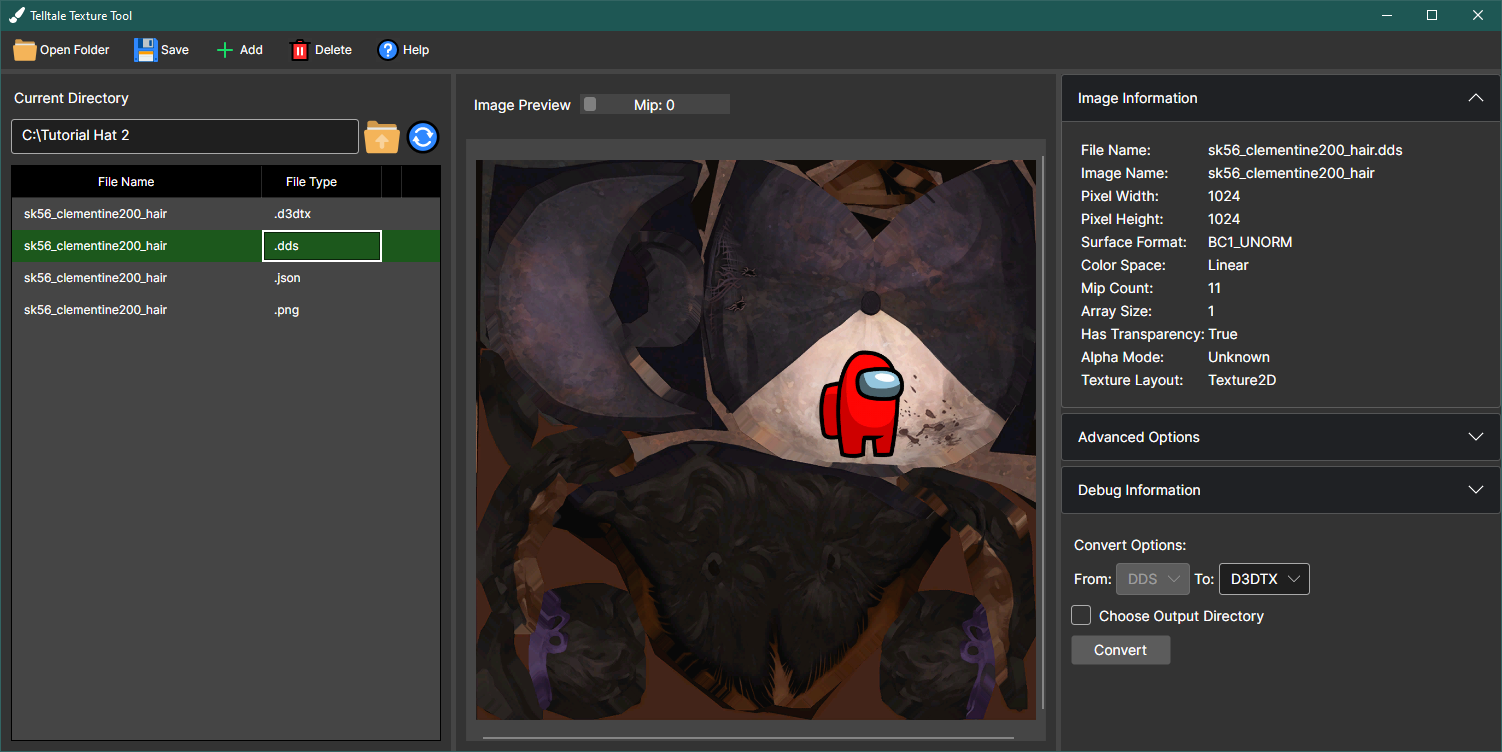 Telltale Texture Tool
Open Folder Save Add Delete Help
Current Directory
C:\Tutorial Hat 2
File Name File Type
sk56_clementine200_hair .d3dtx
sk56_clementine200_hair .dds
sk56_clementine200_hair .json
sk56_clementine200_hair .png
Image Preview Mip: 0
Image Information
File Name: sk56_clementine200_hair.dds
Image Name: sk56_clementine200_hair
Pixel Width: 1024
Pixel Height: 1024
Surface Format: BC1_UNORM
Color Space: Linear
Mip Count: 11
Array Size: 1
Has Transparency: True
Alpha Mode: Unknown
Texture Layout: Texture2D
Advanced Options
Debug Information
Convert Options:
From: DDS To: D3DTX
Choose Output Directory
Convert